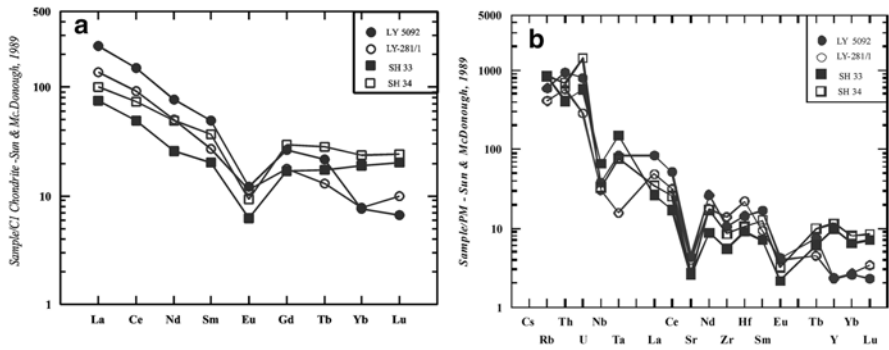 a
LY 5092
LY-281/1
SH 33
SH 34
Sample/C1 Chondrite -Sun & Mc.Donough, 1989
500
100
10
1
La Ce Nd Sm Eu Gd Tb Yb Lu
b
LY 5092
LY-281/1
SH 33
SH 34
Sample/PM - Sun & McDonough, 1989
5000
1000
100
10
1
Cs Th Nb La Sr Zr Sm Tb Yb
Rb U Ta Ce Nd Hf Eu Y Lu